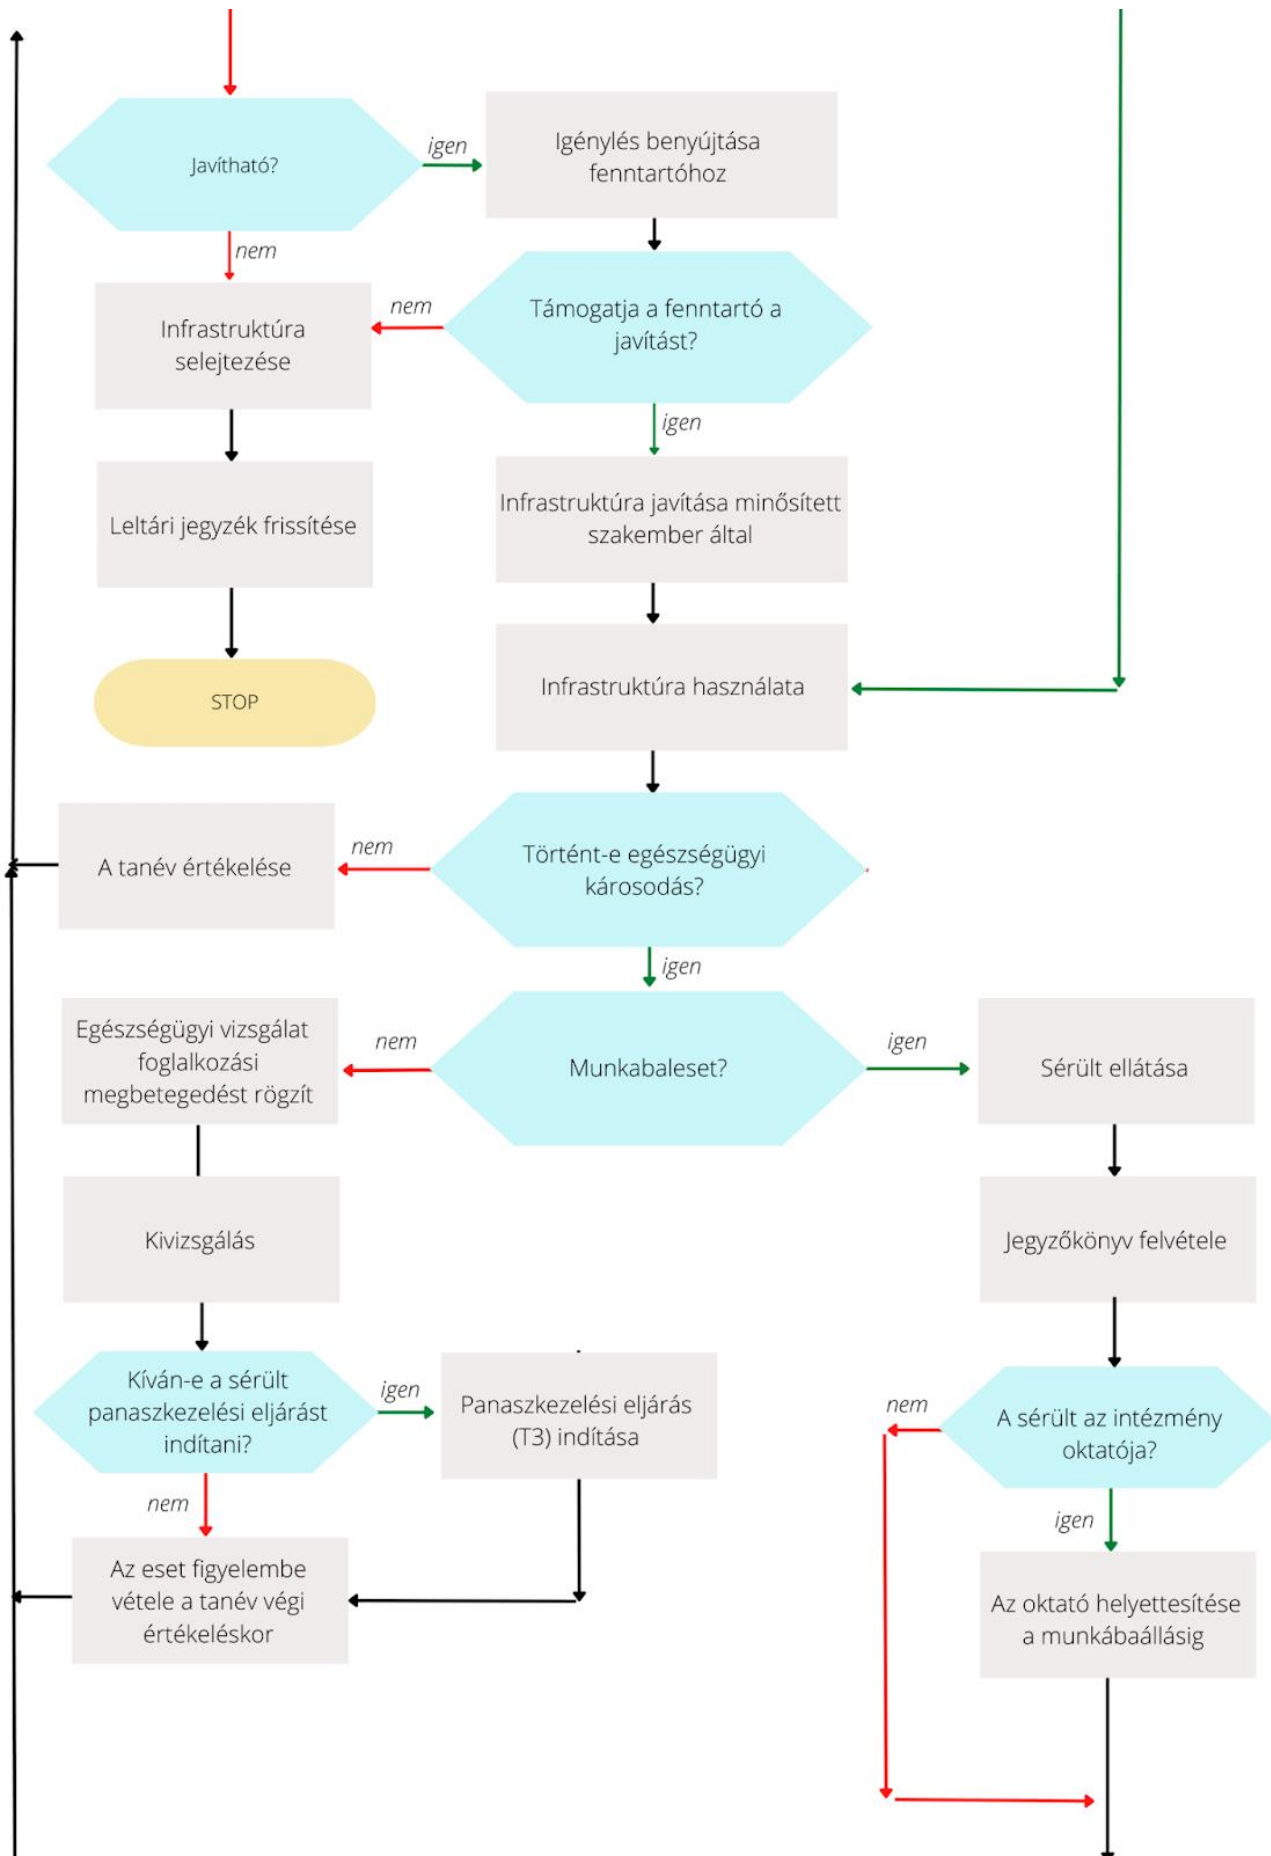 Javítható?
igen
Igénylés benyújtása
fenntartóhoz
nem
Infrastruktúra
selejtezése
nem
Támogatja a fenntartó a
javítást?
igen
Leltári jegyzék frissítése
Infrastruktúra javítása minősített
szakember által
STOP
Infrastruktúra használata
A tanév értékelése
nem
Történt-e egészségügyi
károsodás?
igen
Egészségügyi vizsgálat
foglalkozási
megbetegedést rögzít
nem
Munkabaleset?
igen
Sérült ellátása
Kivizsgálás
Jegyzőkönyv felvétele
Kíván-e a sérült
panaszkezelési eljárást
indítani?
igen
Panaszkezelési eljárás
(T3) indítása
nem
A sérült az intézmény
oktatója?
nem
igen
Az eset figyelembe
vétele a tanév végi
értékeléskor
Az oktató helyettesítése
a munkábaállásig